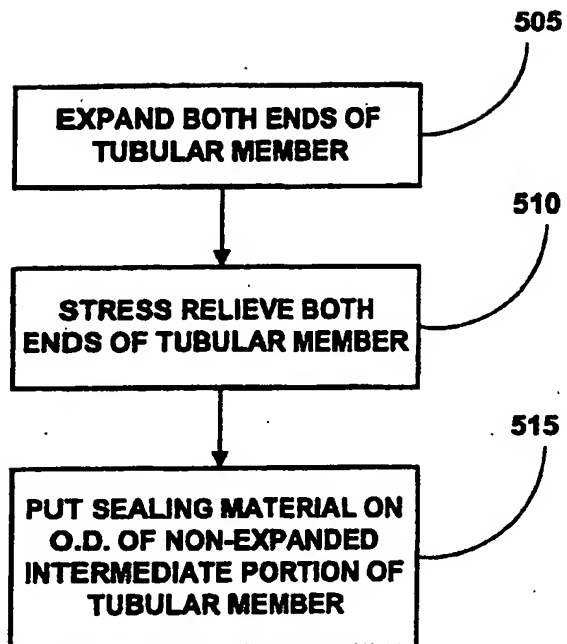 505
EXPAND BOTH ENDS OF
TUBULAR MEMBER
510
STRESS RELIEVE BOTH
ENDS OF TUBULAR MEMBER
515
PUT SEALING MATERIAL ON
O.D. OF NON-EXPANDED
INTERMEDIATE PORTION OF
TUBULAR MEMBER